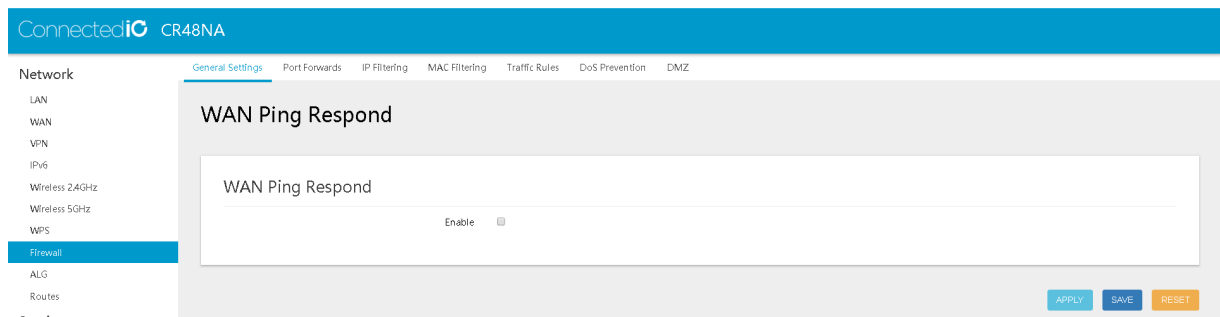 ConnectediO CR48NA
General Settings Port Forwards IP Filtering MAC Filtering Traffic Rules DoS Prevention DMZ
Network
LAN
WAN
VPN
IPv6
Wireless 2.4GHz
Wireless 5GHz
WPS
Firewall
ALG
Routes
WAN Ping Respond
WAN Ping Respond
Enable
APPLY SAVE RESET